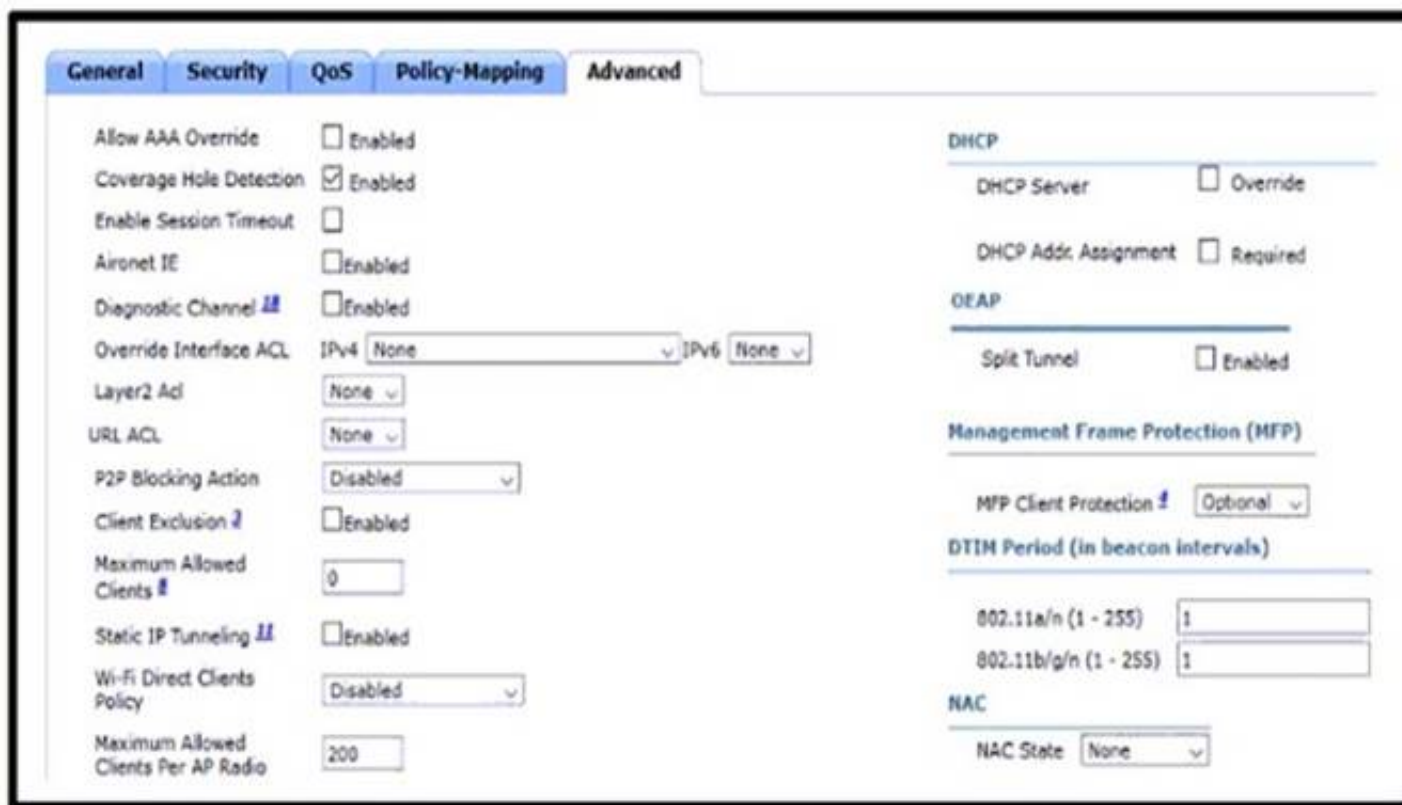 General Security QoS Policy-Mapping Advanced
Allow AAA Override Enabled
Coverage Hole Detection Enabled
Enable Session Timeout
Aironet IE Enabled
Diagnostic Channel 18 Enabled
Override Interface ACL IPv4 None IPv6 None
Layer2 Acl None
URL ACL None
P2P Blocking Action Disabled
Client Exclusion 3 Enabled
Maximum Allowed
Clients 8 0
Static IP Tunneling 11 Enabled
Wi-Fi Direct Clients
Policy Disabled
Maximum Allowed
Clients Per AP Radio 200
DHCP
DHCP Server Override
DHCP Addr. Assignment Required
OEAP
Split Tunnel Enabled
Management Frame Protection (MFP)
MFP Client Protection 4 Optional
DTIM Period (in beacon intervals)
802.11a/n (1 - 255) 1
802.11b/g/n (1 - 255) 1
NAC
NAC State None